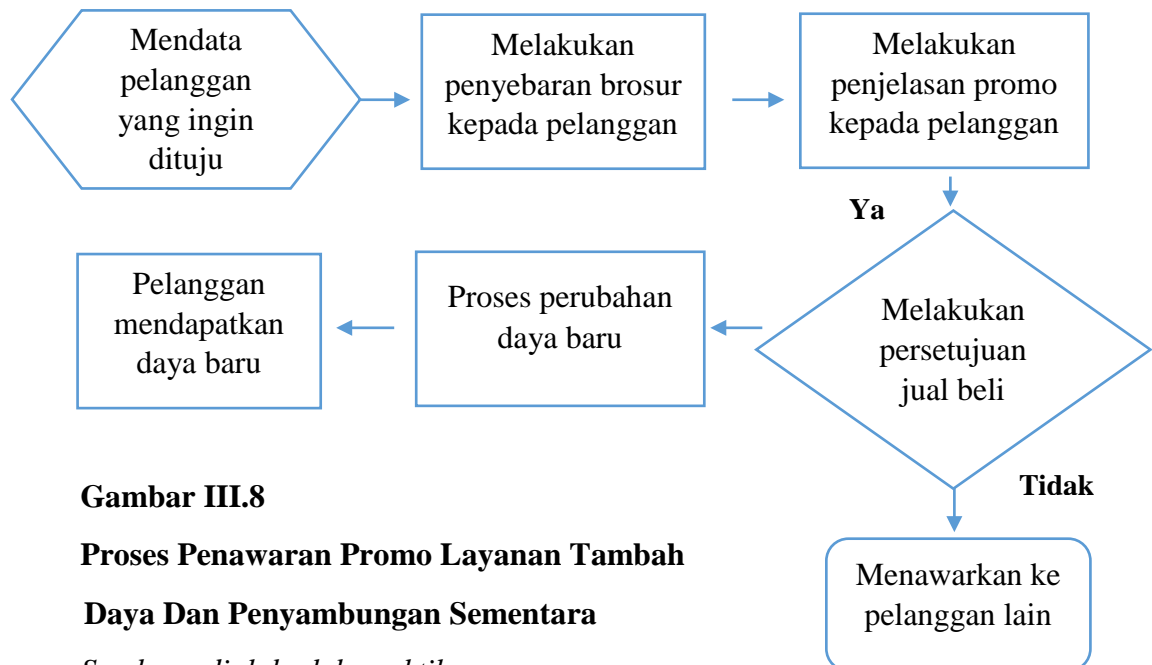 Mendata
pelanggan
yang ingin
dituju
Melakukan
penyebaran brosur
kepada pelanggan
Melakukan
penjelasan promo
kepada pelanggan
Ya
Melakukan
persetujuan
jual beli
Proses perubahan
daya baru
Pelanggan
mendapatkan
daya baru
Tidak
Menawarkan ke
pelanggan lain
Gambar III.8
Proses Penawaran Promo Layanan Tambah
Daya Dan Penyambungan Sementara